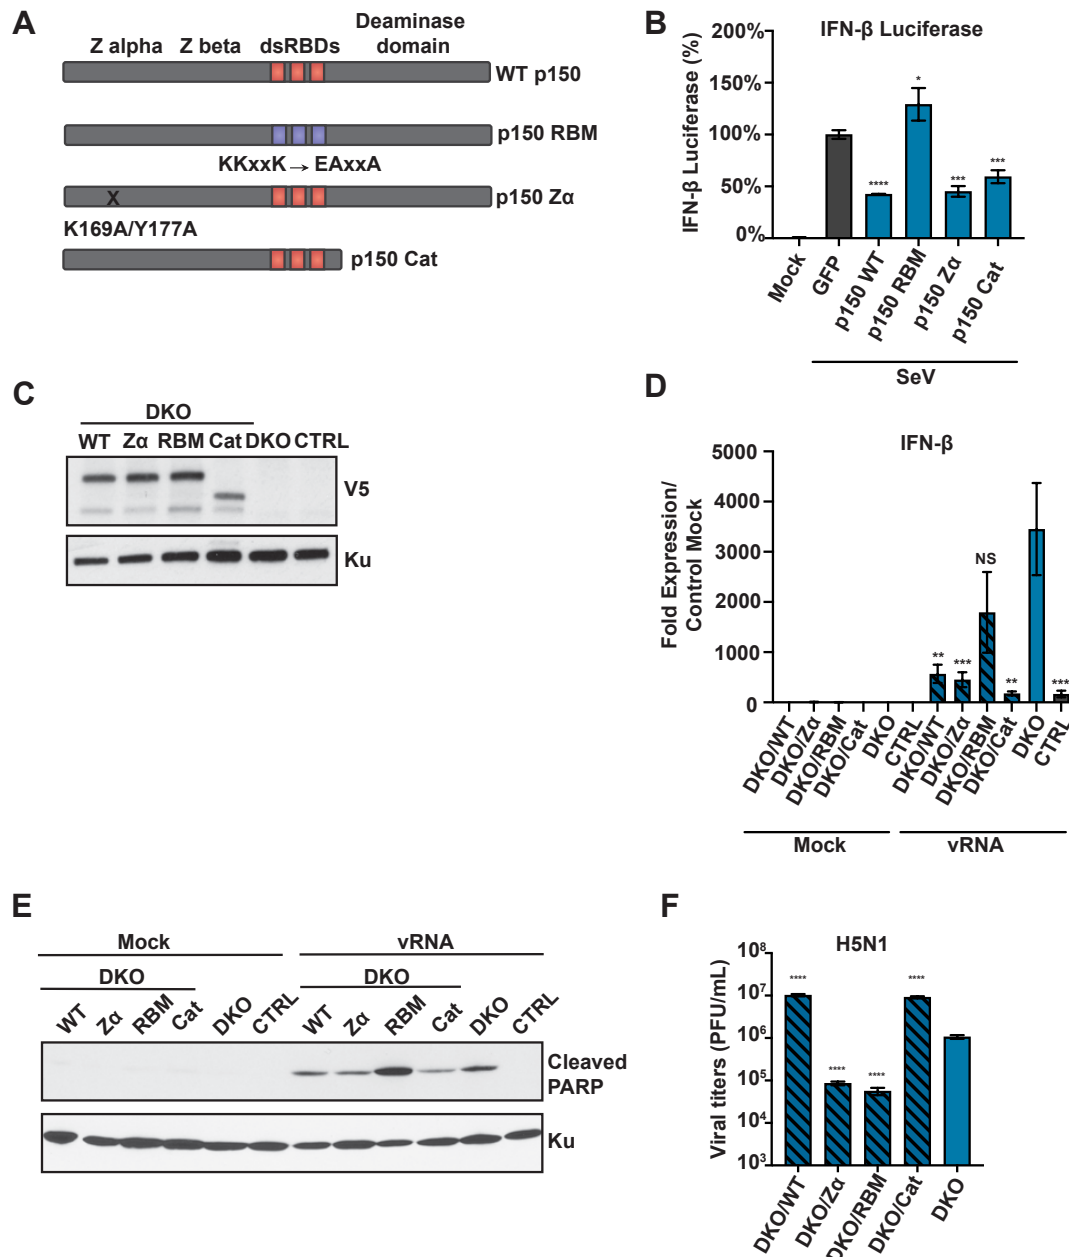 A
Deaminase
Z alpha Z beta dsRBDs domain
WT p150
p150 RBM
KKxxK → EAxxA
X
p150 Zα
K169A/Y177A
p150 Cat
B
IFN-β Luciferase
IFN-β Luciferase (%)
200%
150%
100%
50%
0%
* **** *** ***
Mock GFP p150 WT p150 RBM p150 Zα p150 Cat
SeV
C
DKO
WT Zα RBM Cat DKO CTRL
V5
Ku
D
IFN-β
Fold Expression/
Control Mock
5000
4000
3000
2000
1000
0
** *** NS ** ***
DKO/WT DKO/Zα DKO/RBM DKO/Cat DKO CTRL DKO/WT DKO/Zα DKO/RBM DKO/Cat DKO CTRL
Mock vRNA
E
Mock vRNA
DKO DKO
WT Zα RBM Cat DKO CTRL WT Zα RBM Cat DKO CTRL
Cleaved
PARP
Ku
F
H5N1
Viral titers (PFU/mL)
10⁸
10⁷
10⁶
10⁵
10⁴
10³
**** **** **** ****
DKO/WT DKO/Zα DKO/RBM DKO/Cat DKO